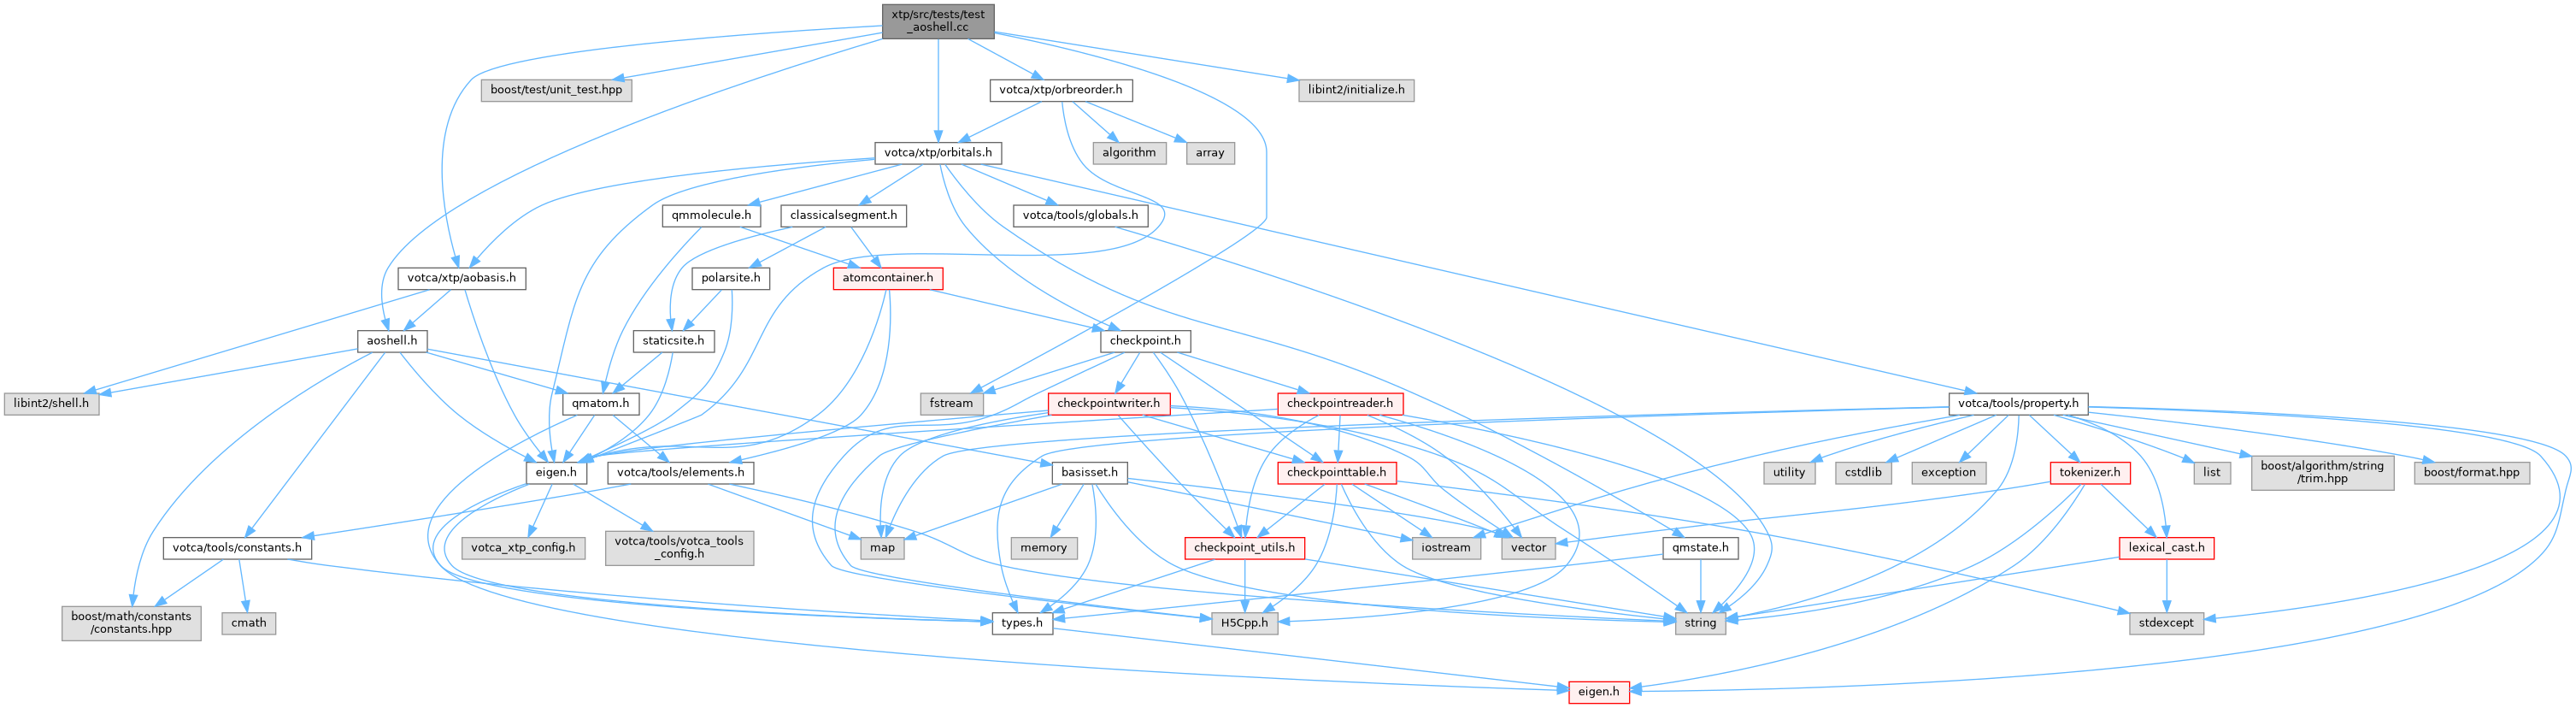 xtp/src/tests/test
_aoshell.cc
boost/test/unit_test.hpp
votca/xtp/orbreorder.h
libint2/initialize.h
votca/xtp/orbitals.h
algorithm
array
qmmolecule.h
classicalsegment.h
votca/tools/globals.h
votca/xtp/aobasis.h
polarsite.h
atomcontainer.h
aoshell.h
staticsite.h
checkpoint.h
libint2/shell.h
qmatom.h
fstream
checkpointwriter.h
checkpointreader.h
votca/tools/property.h
eigen.h
votca/tools/elements.h
basisset.h
checkpointtable.h
utility
cstdlib
exception
tokenizer.h
list
boost/algorithm/string
/trim.hpp
boost/format.hpp
votca/tools/constants.h
votca_xtp_config.h
votca/tools/votca_tools
_config.h
map
memory
checkpoint_utils.h
iostream
vector
qmstate.h
lexical_cast.h
boost/math/constants
/constants.hpp
cmath
types.h
H5Cpp.h
string
stdexcept
eigen.h